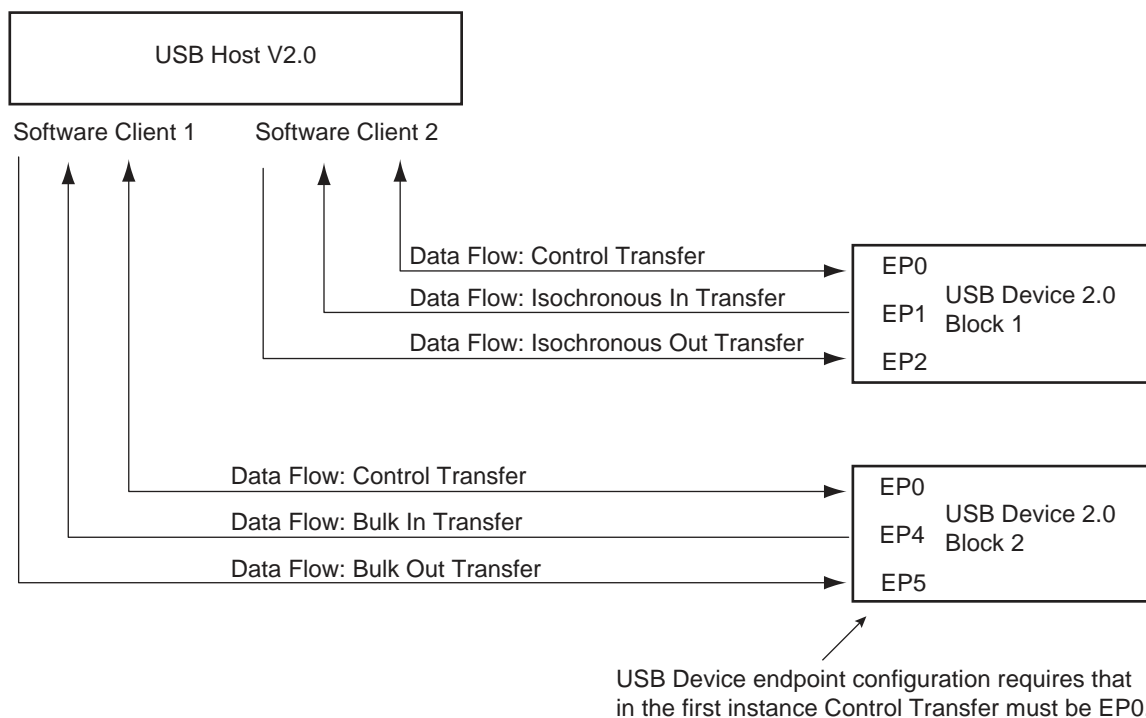 USB Host V2.0
Software Client 1
Software Client 2
Data Flow: Control Transfer
Data Flow: Isochronous In Transfer
Data Flow: Isochronous Out Transfer
EP0
EP1
EP2
USB Device 2.0
Block 1
Data Flow: Control Transfer
Data Flow: Bulk In Transfer
Data Flow: Bulk Out Transfer
EP0
EP4
EP5
USB Device 2.0
Block 2
USB Device endpoint configuration requires that
in the first instance Control Transfer must be EP0